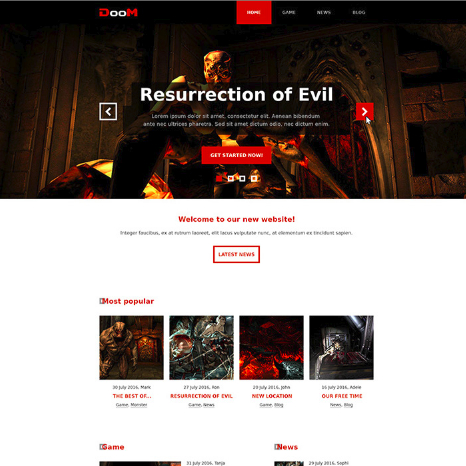 DooM
HOME GAME NEWS BLOG
Resurrection of Evil
Lorem ipsum dolor sit amet, consectetur elit. Aenean bibendum
ante nec ultrices pharetra. Sed sit amet dictum odio, nec dictum enim.
GET STARTED NOW!
Welcome to our new website!
Integer faucibus, ex at rutrum laoreet, elit lacus vulputate nunc, at elementum ex tincidunt sapien.
LATEST NEWS
Most popular
30 July 2016, Mark
THE BEST OF...
Game, Monster
27 July 2016, Ron
RESURRECTION OF EVIL
Game, News
29 July 2016, John
NEW LOCATION
Game, Blog
15 July 2016, Adele
OUR FREE TIME
News, Blog
Game
News
31 July 2016, Tanja
29 July 2016, Steph